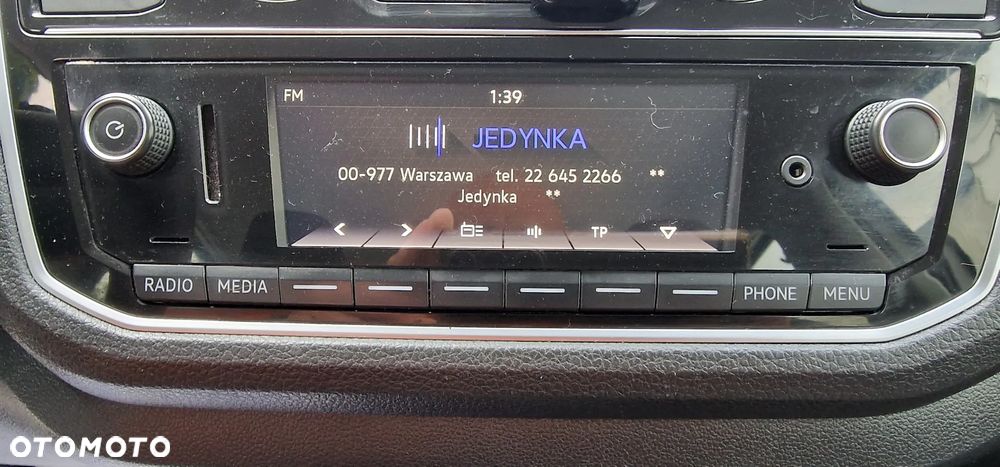 FM 1:39
JEDYNKA
00-977 Warszawa tel. 22 645 2266 **
Jedynka **
< > TP
RADIO MEDIA PHONE MENU
OTOMOTO